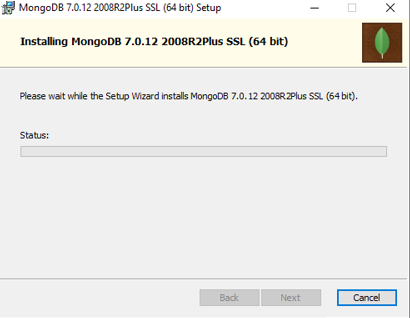 MongoDB 7.0.12 2008R2Plus SSL (64 bit) Setup
Installing MongoDB 7.0.12 2008R2Plus SSL (64 bit)
Please wait while the Setup Wizard installs MongoDB 7.0.12 2008R2Plus SSL (64 bit).
Status:
Back Next Cancel